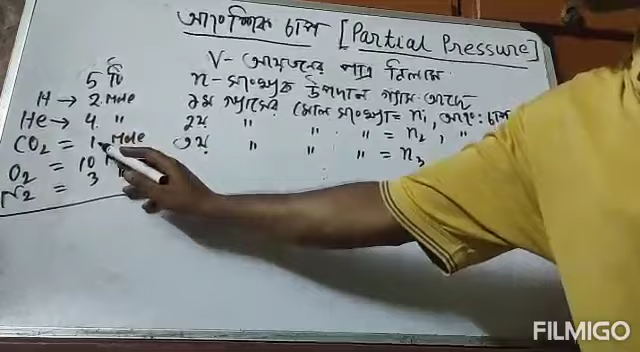 আংশিক চাপ [Partial Pressure]
V- আয়তনের পাত্র নিলাম
5 টি
n-সংখ্যক উপাদান গ্যাস আছে
H → 2 Mole
১ম গ্যাসের মোল সংখ্যা = n₁, আংঃ চাপ
He → 4 "
২য় " " " = n₂, "
CO₂ = 1 Mole
৩য় " " " = n₃
O₂ = 10
N₂ = 3
FILMIGO